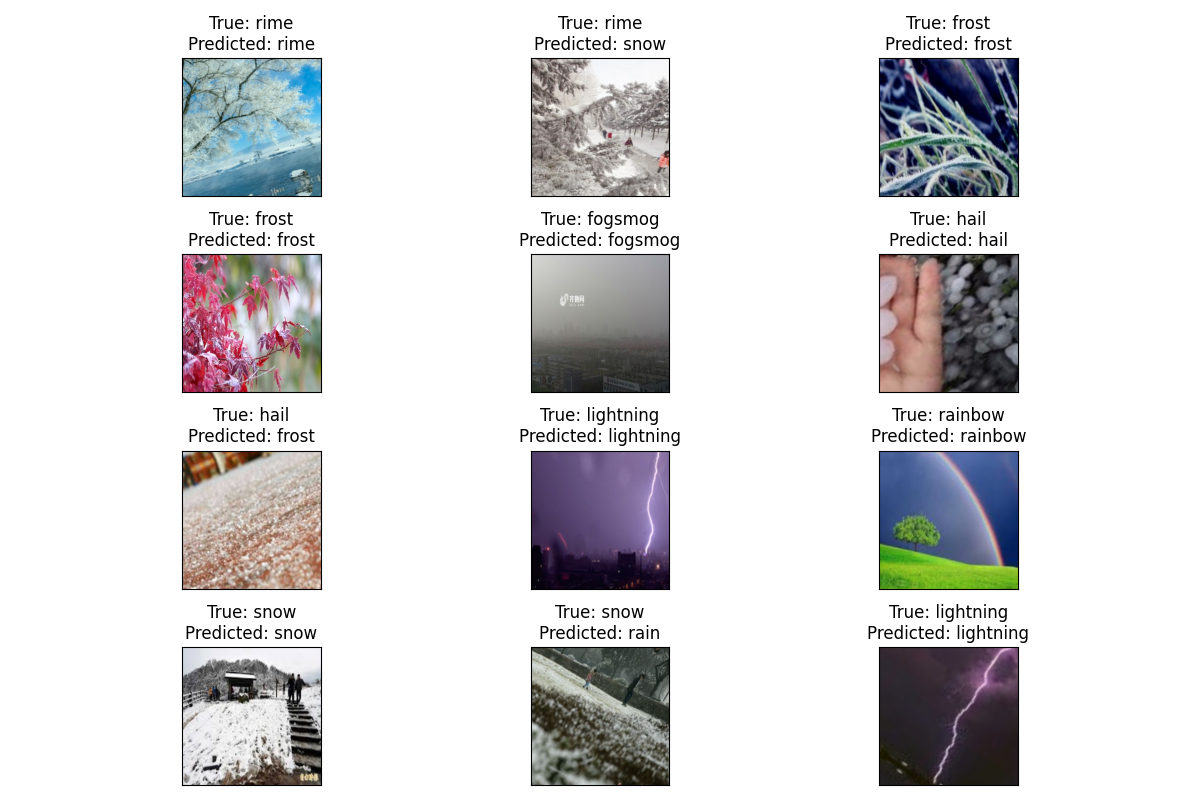 True: rime
Predicted: rime
True: rime
Predicted: snow
True: frost
Predicted: frost
True: frost
Predicted: frost
True: fogsmog
Predicted: fogsmog
True: hail
Predicted: hail
True: hail
Predicted: frost
True: lightning
Predicted: lightning
True: rainbow
Predicted: rainbow
True: snow
Predicted: snow
True: snow
Predicted: rain
True: lightning
Predicted: lightning